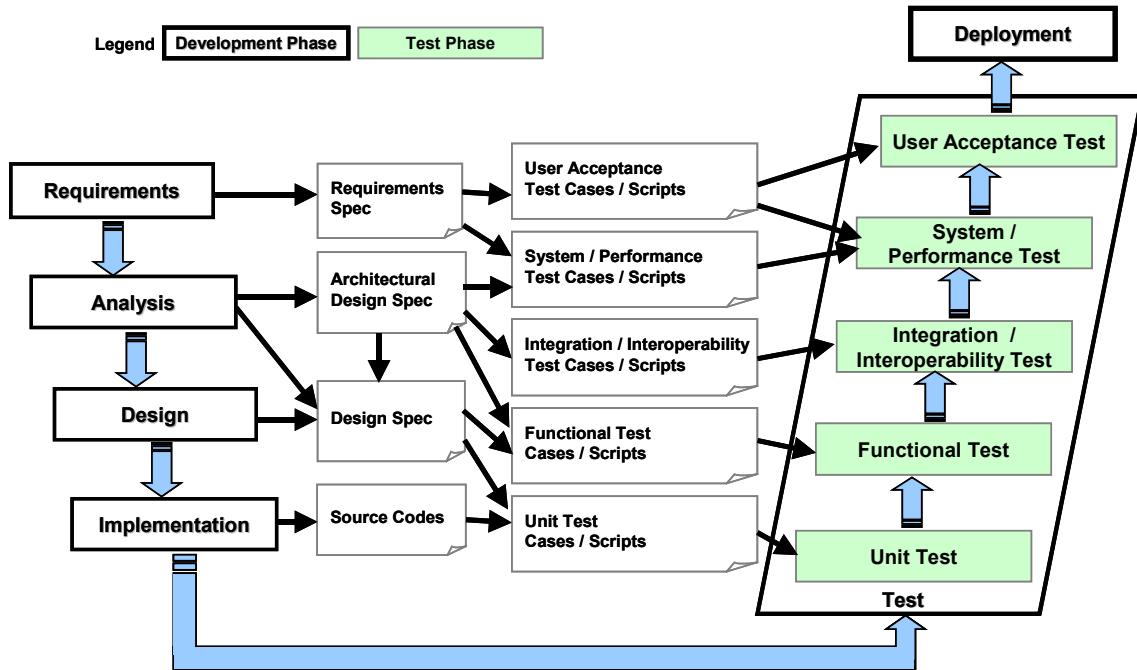 Legend
Development Phase
Test Phase
Deployment
Requirements
Analysis
Design
Implementation
Requirements
Spec
Architectural
Design Spec
Design Spec
Source Codes
User Acceptance
Test Cases / Scripts
System / Performance
Test Cases / Scripts
Integration / Interoperability
Test Cases / Scripts
Functional Test
Cases / Scripts
Unit Test
Cases / Scripts
User Acceptance Test
System /
Performance Test
Integration /
Interoperability Test
Functional Test
Unit Test
Test